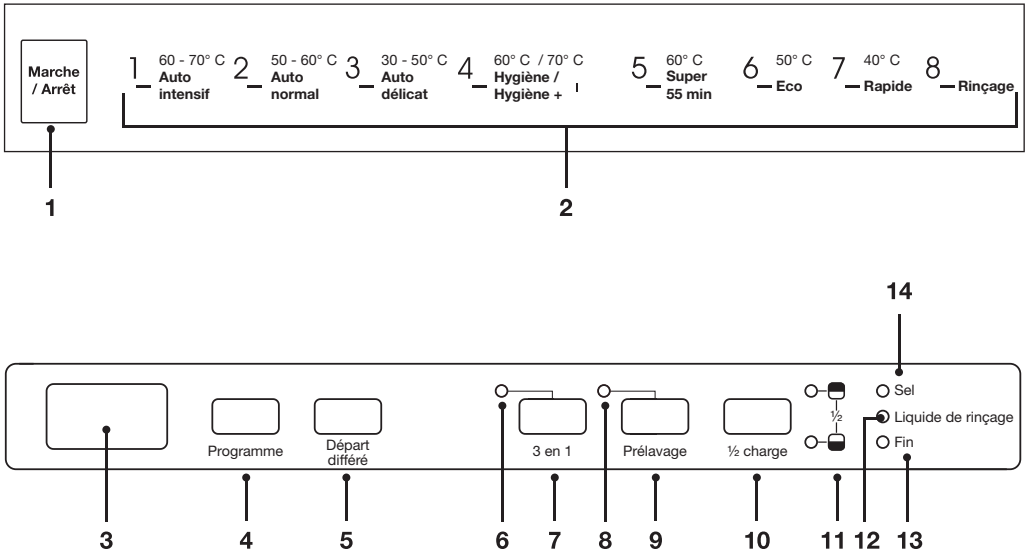 Marche
/ Arrêt
1 60 - 70° C
Auto
intensif
2 50 - 60° C
Auto
normal
3 30 - 50° C
Auto
délicat
4 60° C / 70° C
Hygiène /
Hygiène +
5 60° C
Super
55 min
6 50° C
Eco
7 40° C
Rapide
8
Rinçage
1
2
14
Sel
½
Liquide de rinçage
Fin
Programme
Départ
différé
3 en 1
Prélavage
½ charge
3 4 5 6 7 8 9 10 11 12 13